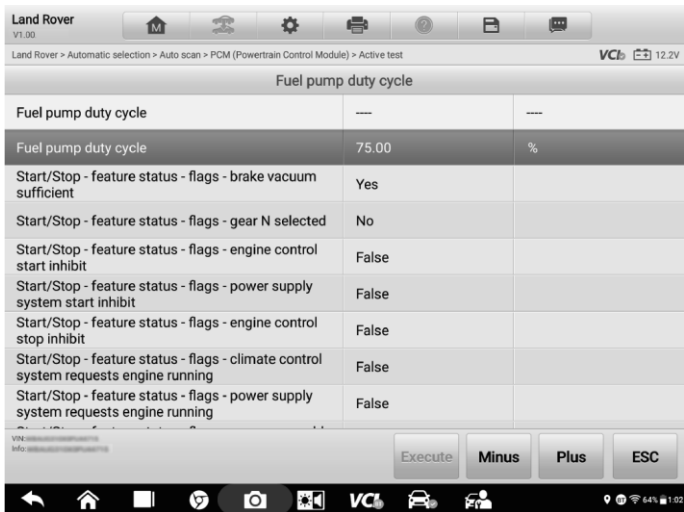 Land Rover
V1.00
M
Land Rover > Automatic selection > Auto scan > PCM (Powertrain Control Module) > Active test
VCI 12.2V
Fuel pump duty cycle
Fuel pump duty cycle ---- ----
Fuel pump duty cycle 75.00 %
Start/Stop - feature status - flags - brake vacuum
sufficient
Yes
Start/Stop - feature status - flags - gear N selected No
Start/Stop - feature status - flags - engine control
start inhibit
False
Start/Stop - feature status - flags - power supply
system start inhibit
False
Start/Stop - feature status - flags - engine control
stop inhibit
False
Start/Stop - feature status - flags - climate control
system requests engine running
False
Start/Stop - feature status - flags - power supply
system requests engine running
False
VIN:
Info:
Execute Minus Plus ESC
VCI 64% 1:02